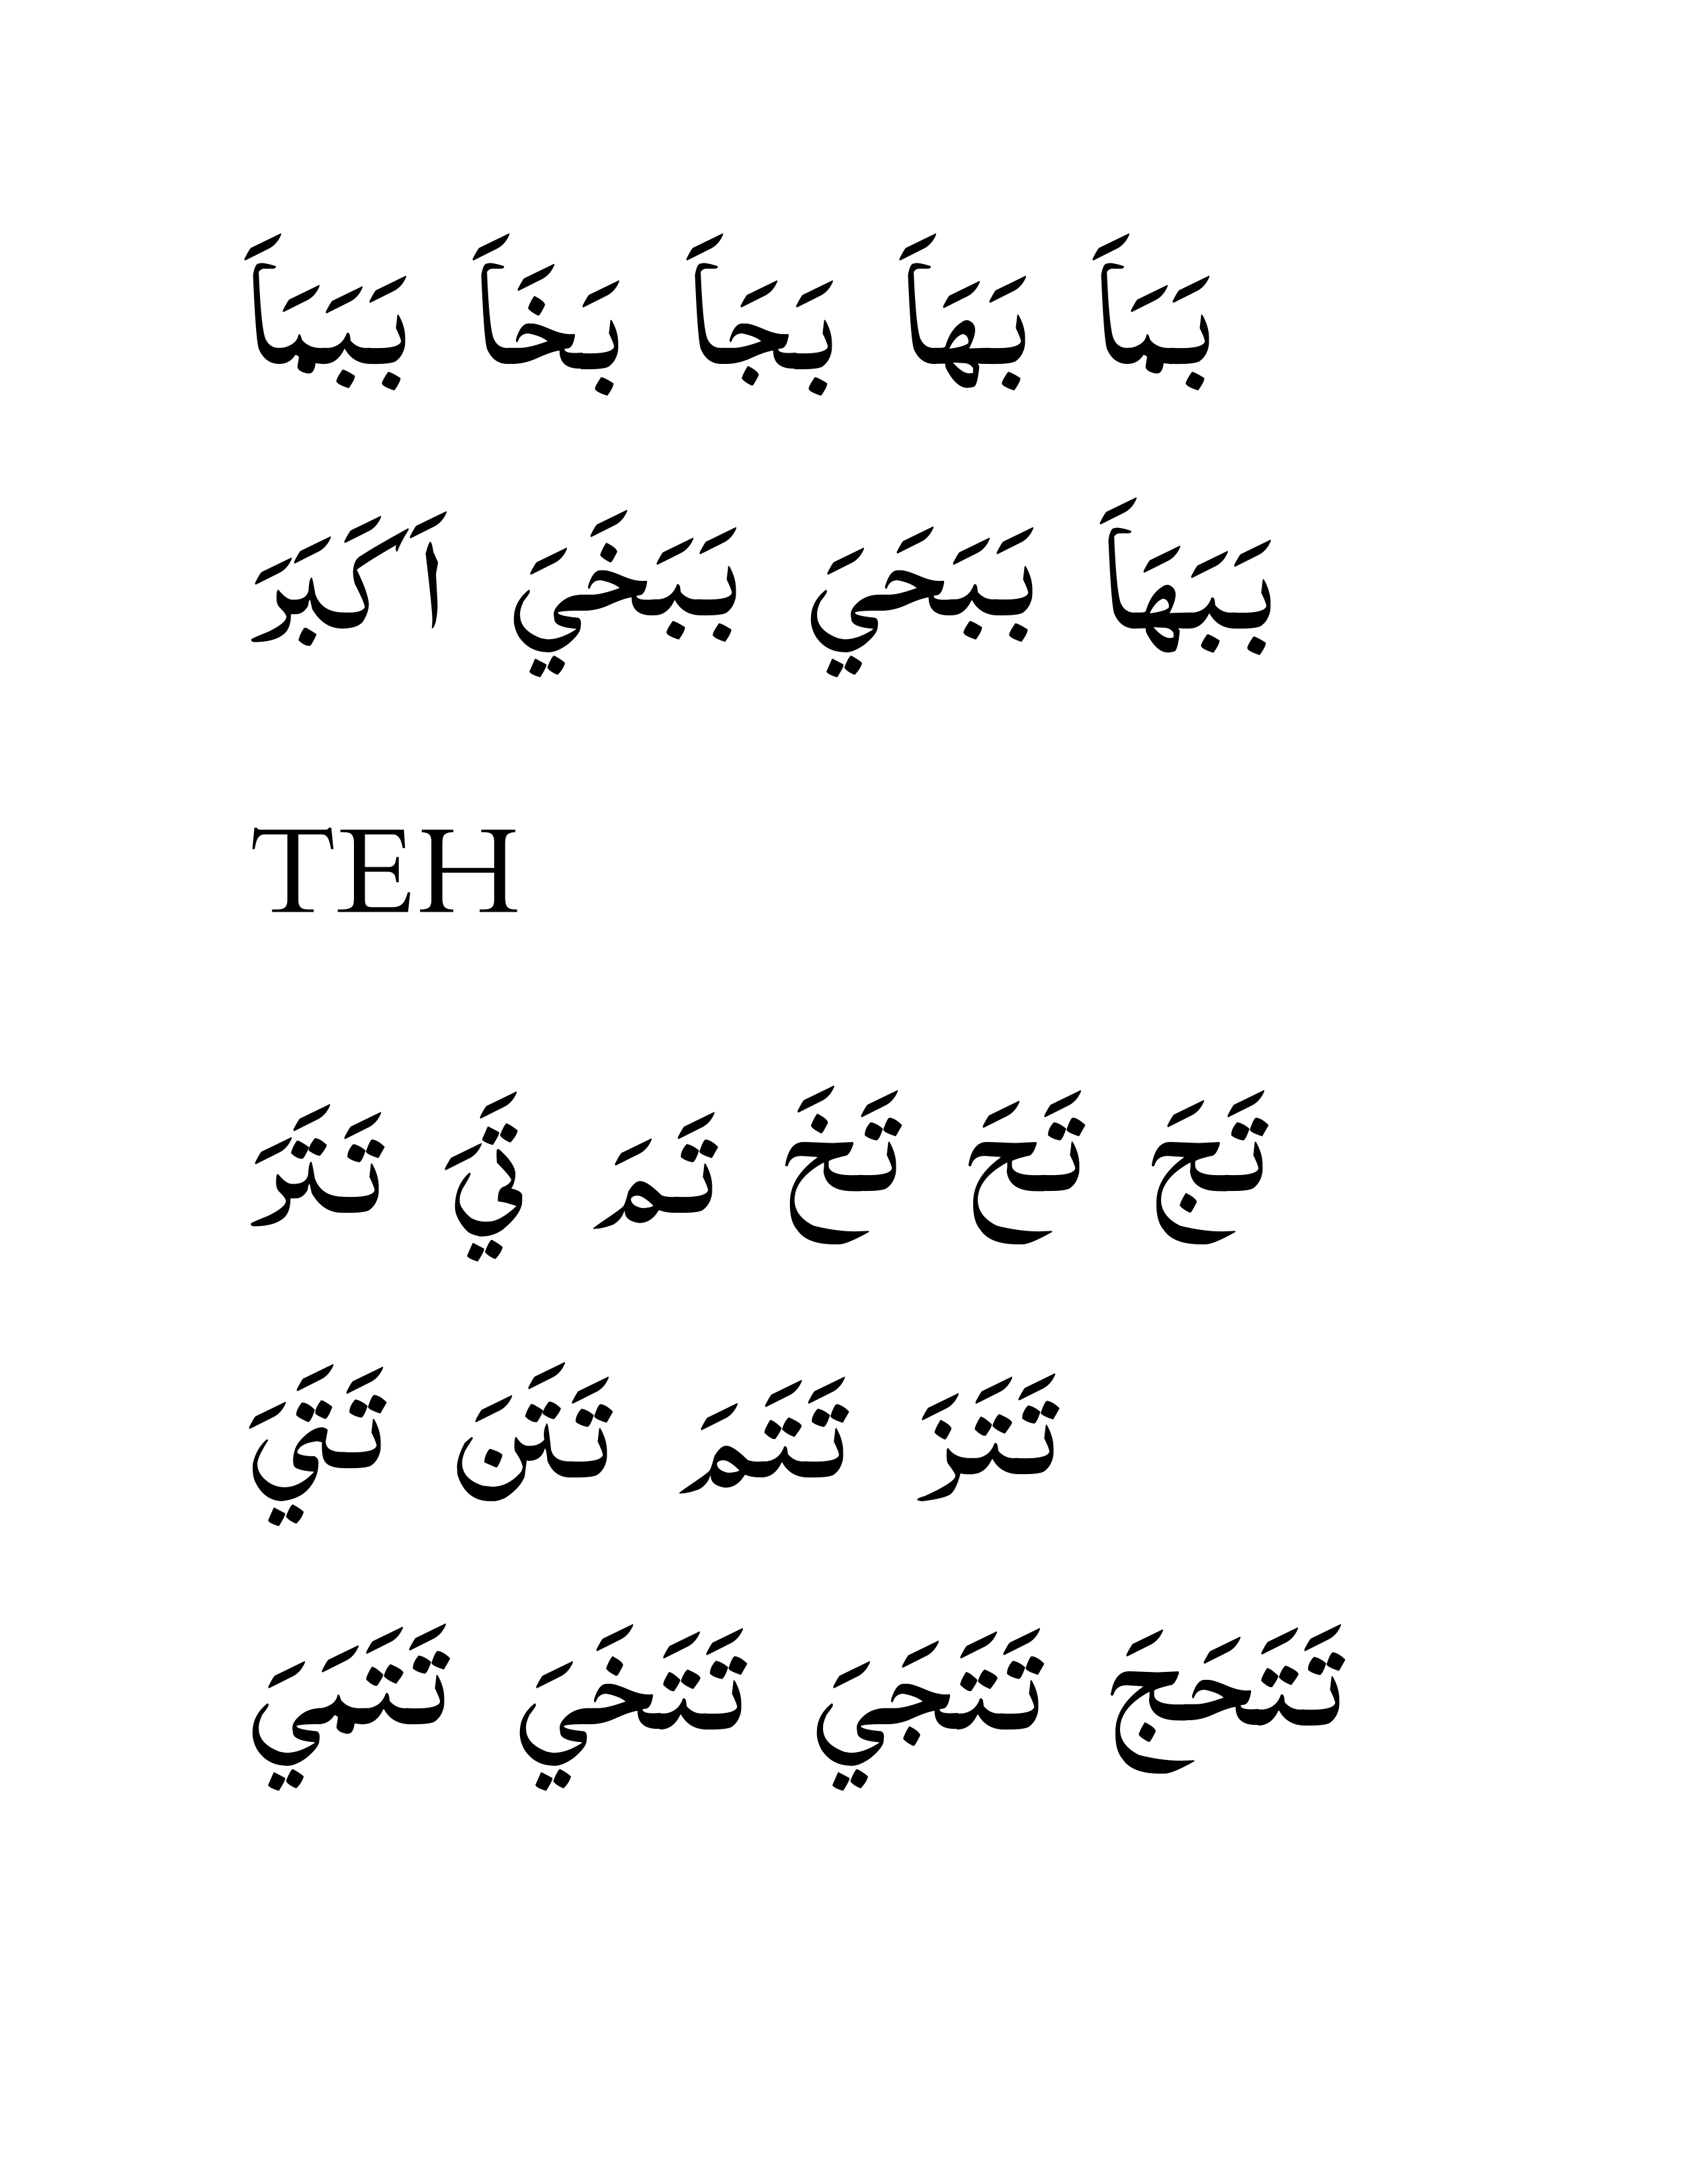 بَمَاَ بَهَاَ بَجَاَ بَخَاَ بَبَمَاَ
بَبَهَاَ بَبَحَيَ بَبَخَيَ اَكَبَرَ
TEH
تَجَ تَحَ تَخَ تَمَ تَيَ تَتَرَ
تَتَزَ تَتَمَ تَتَنَ تَتَيَ
تَتَحَجَ تَتَجَيَ تَتَخَيَ تَتَمَيَ